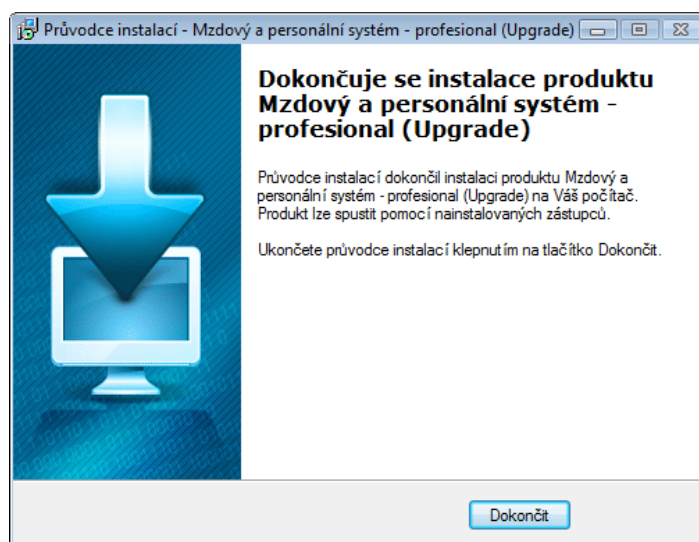 Průvodce instalací - Mzdový a personální systém - profesional (Upgrade)
Dokončuje se instalace produktu
Mzdový a personální systém -
profesional (Upgrade)
Průvodce instalací dokončil instalaci produktu Mzdový a
personální systém - profesional (Upgrade) na Váš počítač.
Produkt lze spustit pomocí nainstalovaných zástupců.
Ukončete průvodce instalací klepnutím na tlačítko Dokončit.
Dokončit